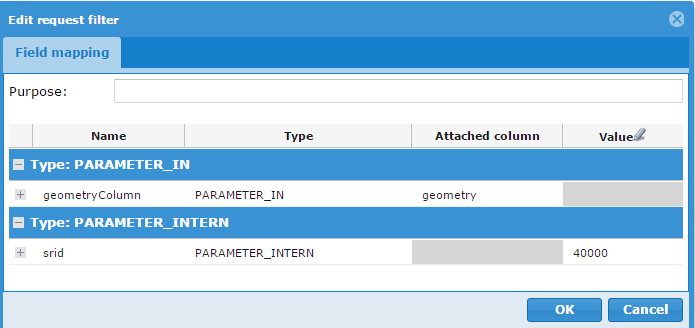 Edit request filter
Field mapping
Purpose:
Name Type Attached column Value
Type: PARAMETER_IN
geometryColumn PARAMETER_IN geometry
Type: PARAMETER_INTERN
srid PARAMETER_INTERN 40000
OK Cancel